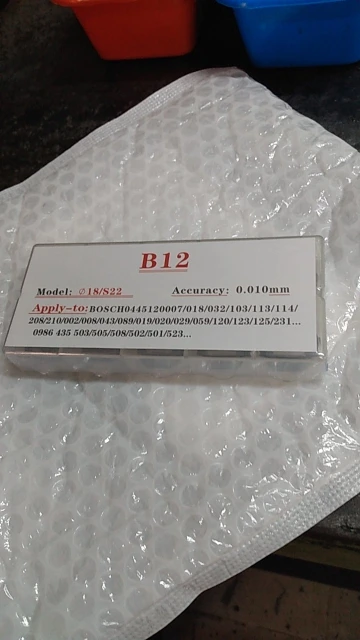 B12
Model: ∅18/S22 Accuracy: 0.010mm
Apply-to:BOSCH0445120007/018/032/103/113/114/
208/210/002/008/043/089/019/020/029/059/120/123/125/231...
0986 435 503/505/508/502/501/523...